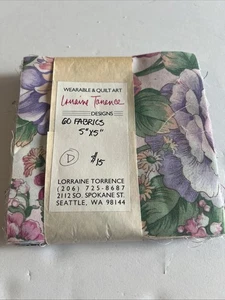 WEARABLE & QUILT ART
Lorraine Torrence
DESIGNS
60 FABRICS
5"x5"
D
$15
LORRAINE TORRENCE
(206) 725-8687
2112 SO. SPOKANE ST.
SEATTLE, WA 98144